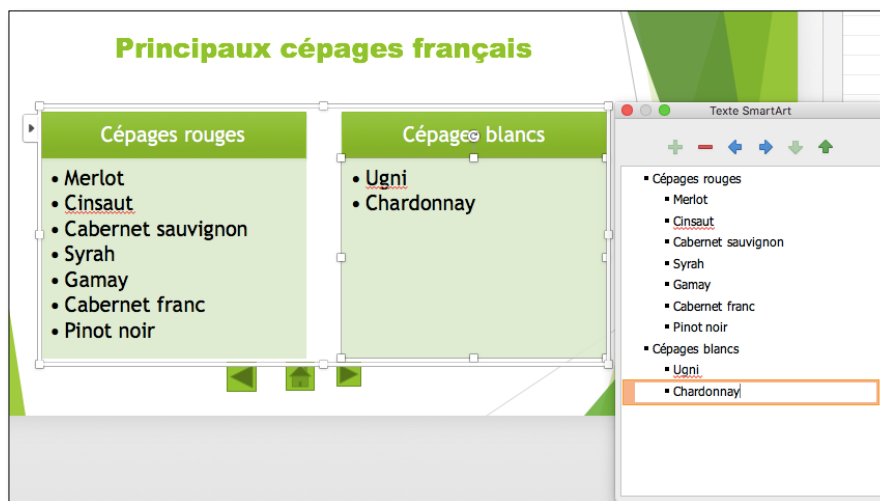 Principaux cépages français
Cépages rouges
• Merlot
• Cinsaut
• Cabernet sauvignon
• Syrah
• Gamay
• Cabernet franc
• Pinot noir
Cépages blancs
• Ugni
• Chardonnay
Texte SmartArt
▪ Cépages rouges
▪ Merlot
▪ Cinsaut
▪ Cabernet sauvignon
▪ Syrah
▪ Gamay
▪ Cabernet franc
▪ Pinot noir
▪ Cépages blancs
▪ Ugni
▪ Chardonnay